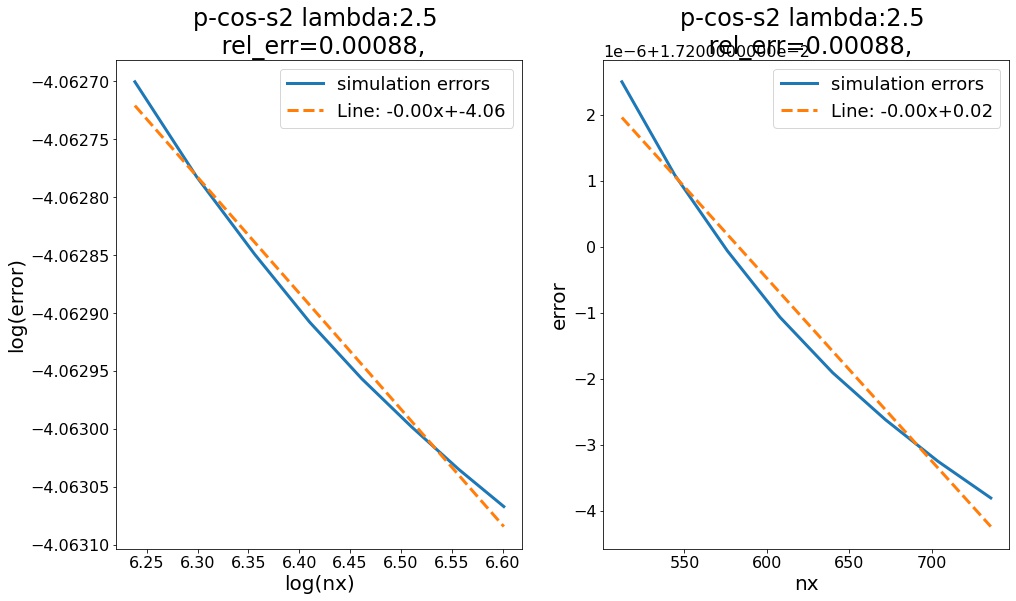 p-cos-s2 lambda:2.5
rel_err=0.00088,
simulation errors
Line: -0.00x+-4.06
−4.06270
−4.06275
−4.06280
−4.06285
−4.06290
−4.06295
−4.06300
−4.06305
−4.06310
log(error)
6.25 6.30 6.35 6.40 6.45 6.50 6.55 6.60
log(nx)
p-cos-s2 lambda:2.5
rel_err=0.00088,
1e−6+1.7200000000e−2
simulation errors
Line: -0.00x+0.02
2
1
0
−1
−2
−3
−4
error
550 600 650 700
nx